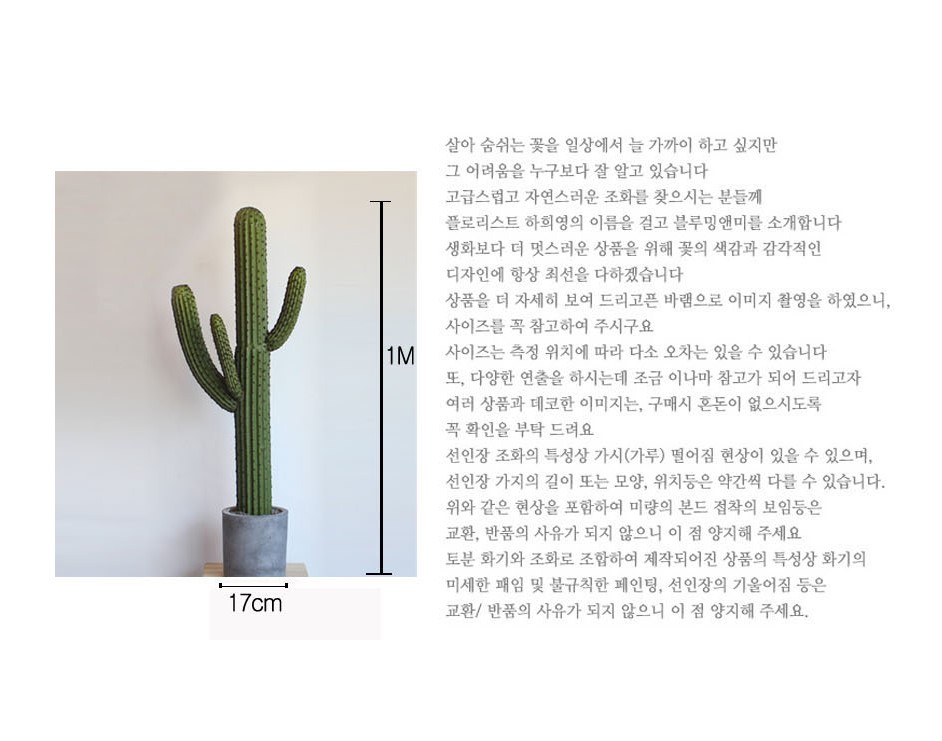 살아 숨쉬는 꽃을 일상에서 늘 가까이 하고 싶지만
그 어려움을 누구보다 잘 알고 있습니다
고급스럽고 자연스러운 조화를 찾으시는 분들께
플로리스트 하희영의 이름을 걸고 블루밍앤미를 소개합니다
생화보다 더 멋스러운 상품을 위해 꽃의 색감과 감각적인
디자인에 항상 최선을 다하겠습니다
상품을 더 자세히 보여 드리고픈 바램으로 이미지 촬영을 하였으니,
사이즈를 꼭 참고하여 주시구요
사이즈는 측정 위치에 따라 다소 오차는 있을 수 있습니다
또, 다양한 연출을 하시는데 조금 이나마 참고가 되어 드리고자
여러 상품과 데코한 이미지는, 구매시 혼돈이 없으시도록
꼭 확인을 부탁 드려요
선인장 조화의 특성상 가시(가루) 떨어짐 현상이 있을 수 있으며,
선인장 가지의 길이 또는 모양, 위치등은 약간씩 다를 수 있습니다.
위와 같은 현상을 포함하여 미량의 본드 접착의 보임등은
교환, 반품의 사유가 되지 않으니 이 점 양지해 주세요
토분 화기와 조화로 조합하여 제작되어진 상품의 특성상 화기의
미세한 패임 및 불규칙한 페인팅, 선인장의 기울어짐 등은
교환/ 반품의 사유가 되지 않으니 이 점 양지해 주세요.
1M
17cm